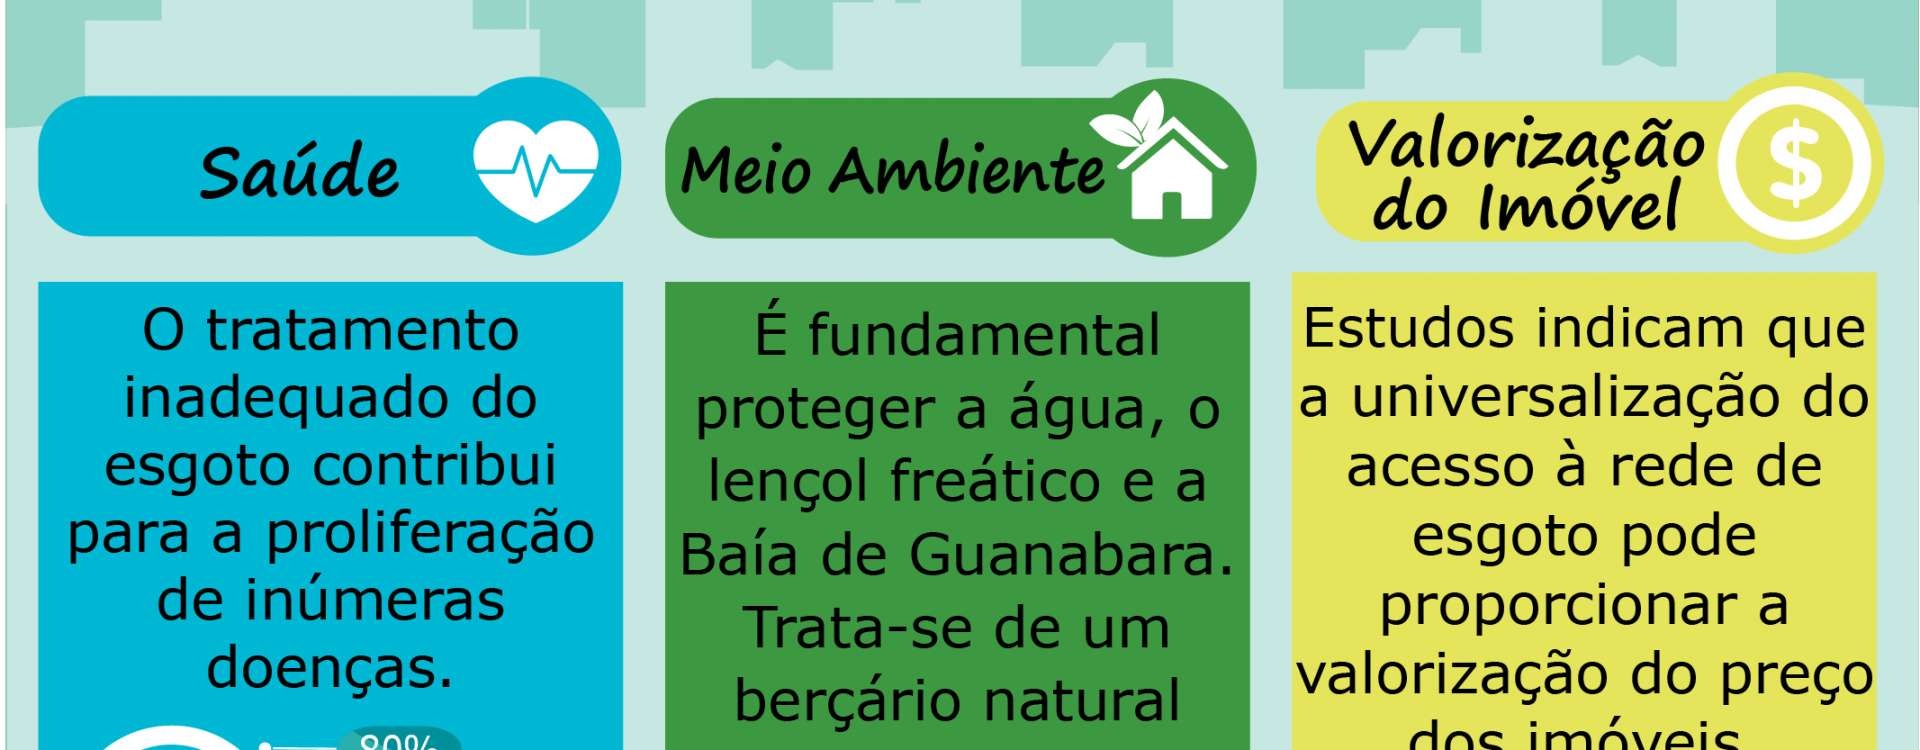 Saúde
O tratamento
inadequado do
esgoto contribui
para a proliferação
de inúmeras
doenças.
80%
Meio Ambiente
É fundamental
proteger a água, o
lençol freático e a
Baía de Guanabara.
Trata-se de um
berçário natural
Valorização
do Imóvel
$
Estudos indicam que
a universalização do
acesso à rede de
esgoto pode
proporcionar a
valorização do preço
dos imóveis